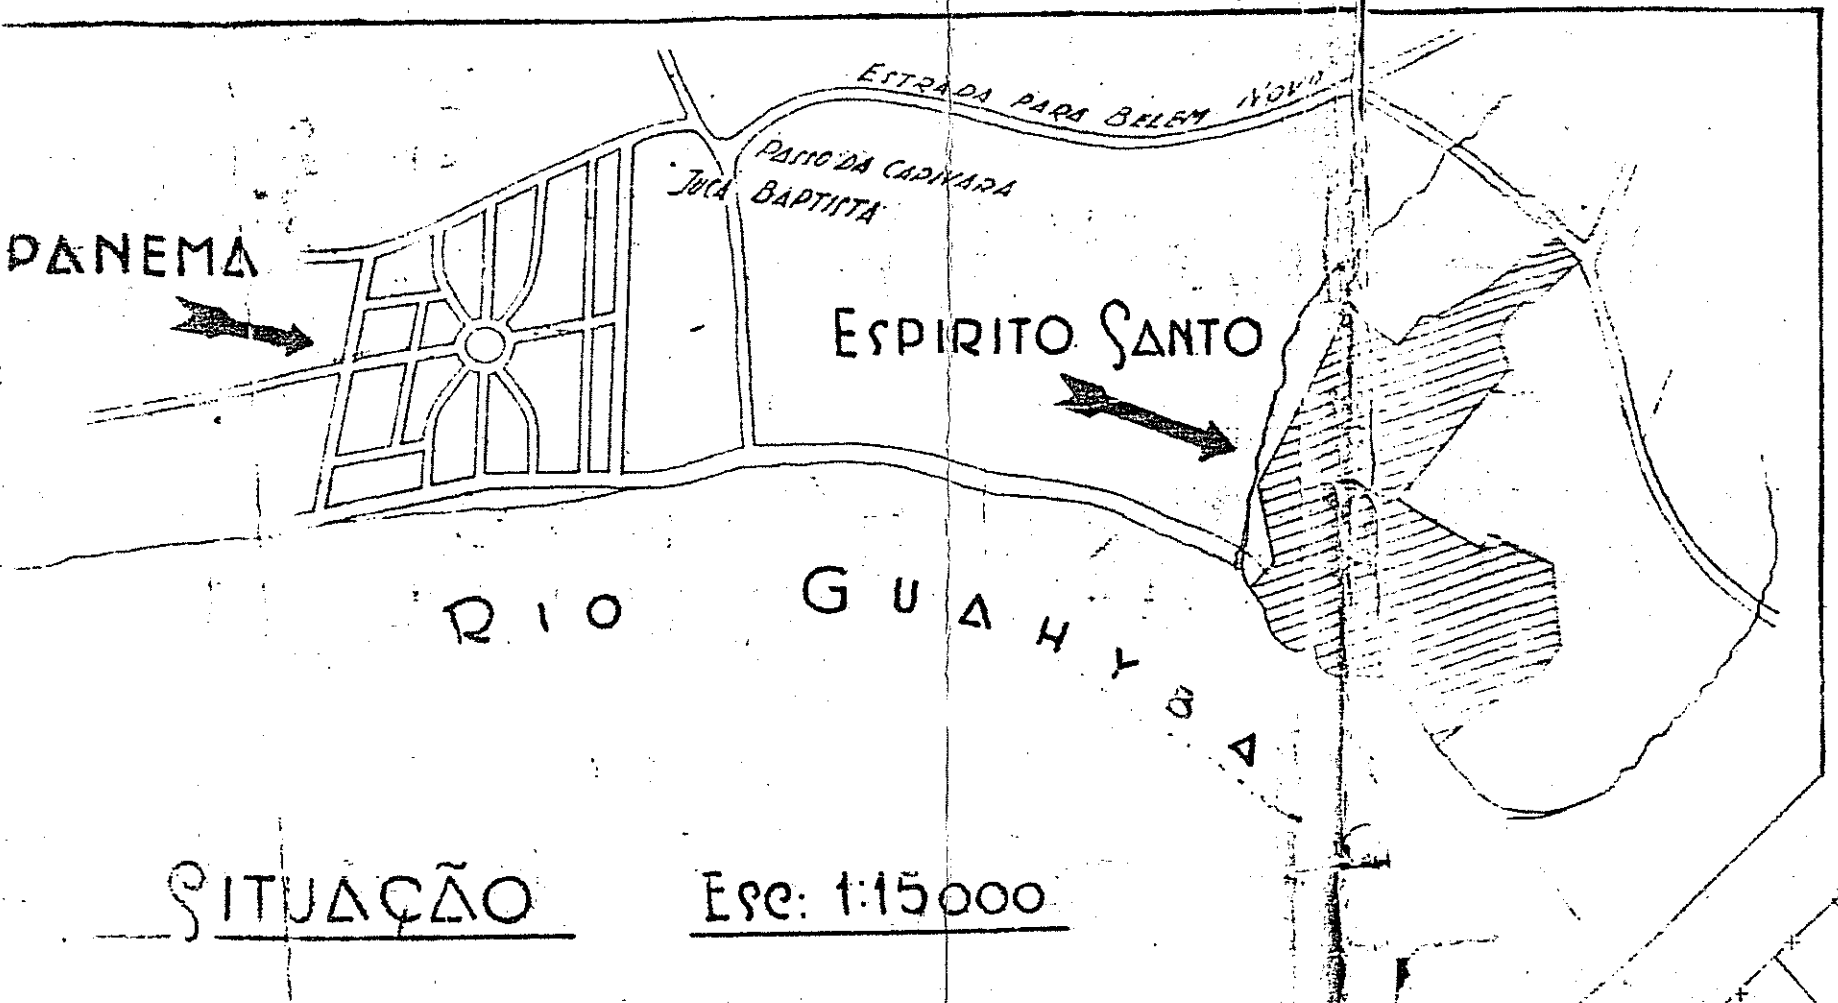 ESTRADA PARA BELEM NOVO
PASSO DA CAPIVARA
JUCA BAPTISTA
PANEMA
ESPIRITO SANTO
RIO GUAHYBA
SITUAÇÃO Esc: 1:15000